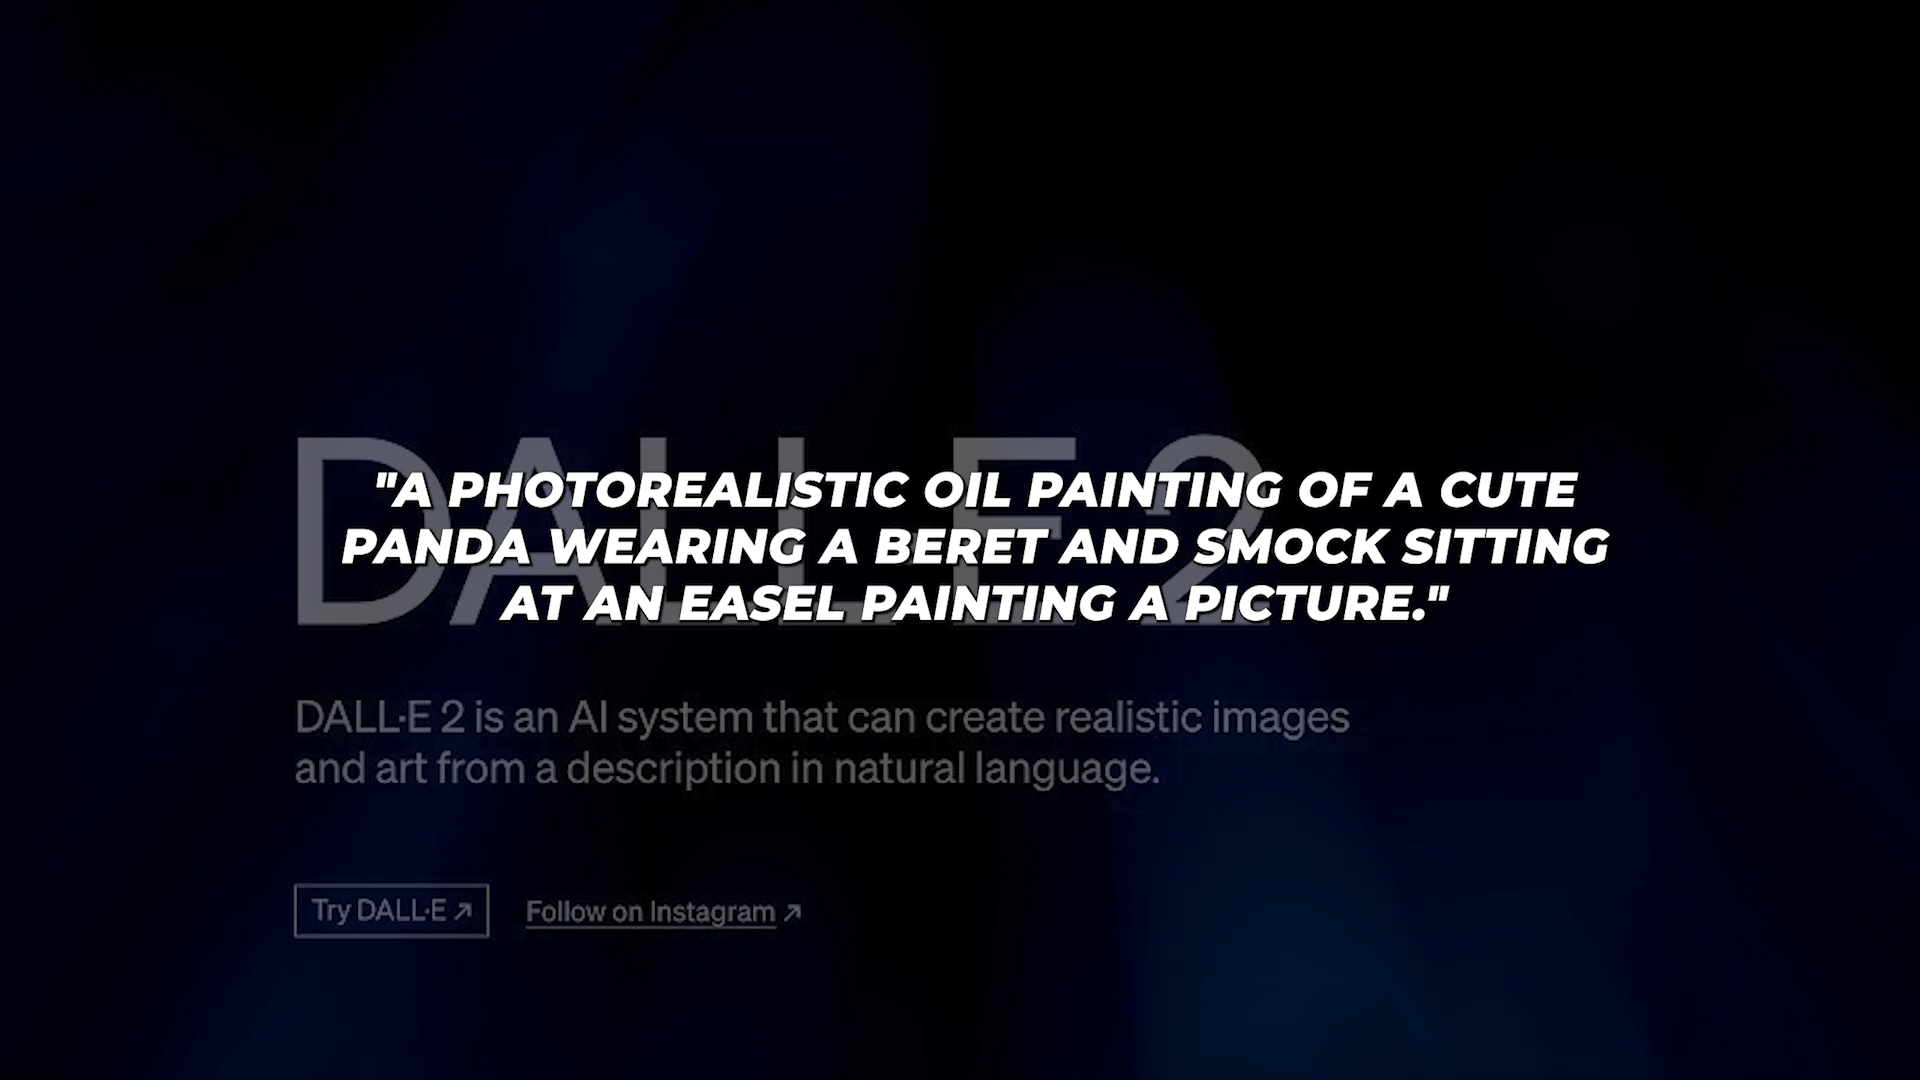 DALL·E 2
"A PHOTOREALISTIC OIL PAINTING OF A CUTE
PANDA WEARING A BERET AND SMOCK SITTING
AT AN EASEL PAINTING A PICTURE."
DALL·E 2 is an AI system that can create realistic images
and art from a description in natural language.
Try DALL·E ↗
Follow on Instagram ↗